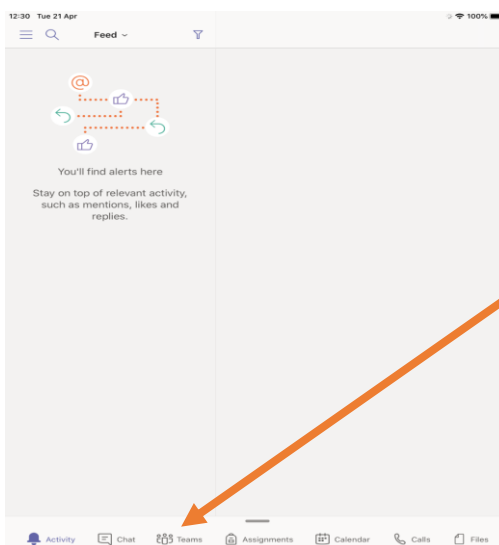 12:30 Tue 21 Apr 100%
Feed
@
You'll find alerts here
Stay on top of relevant activity,
such as mentions, likes and
replies.
Activity Chat Teams Assignments Calendar Calls Files